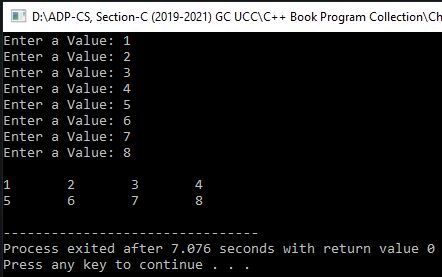 D:\ADP-CS, Section-C (2019-2021) GC UCC\C++ Book Program Collection\Ch
Enter a Value: 1
Enter a Value: 2
Enter a Value: 3
Enter a Value: 4
Enter a Value: 5
Enter a Value: 6
Enter a Value: 7
Enter a Value: 8
1 2 3 4
5 6 7 8
--------------------------------
Process exited after 7.076 seconds with return value 0
Press any key to continue . . .